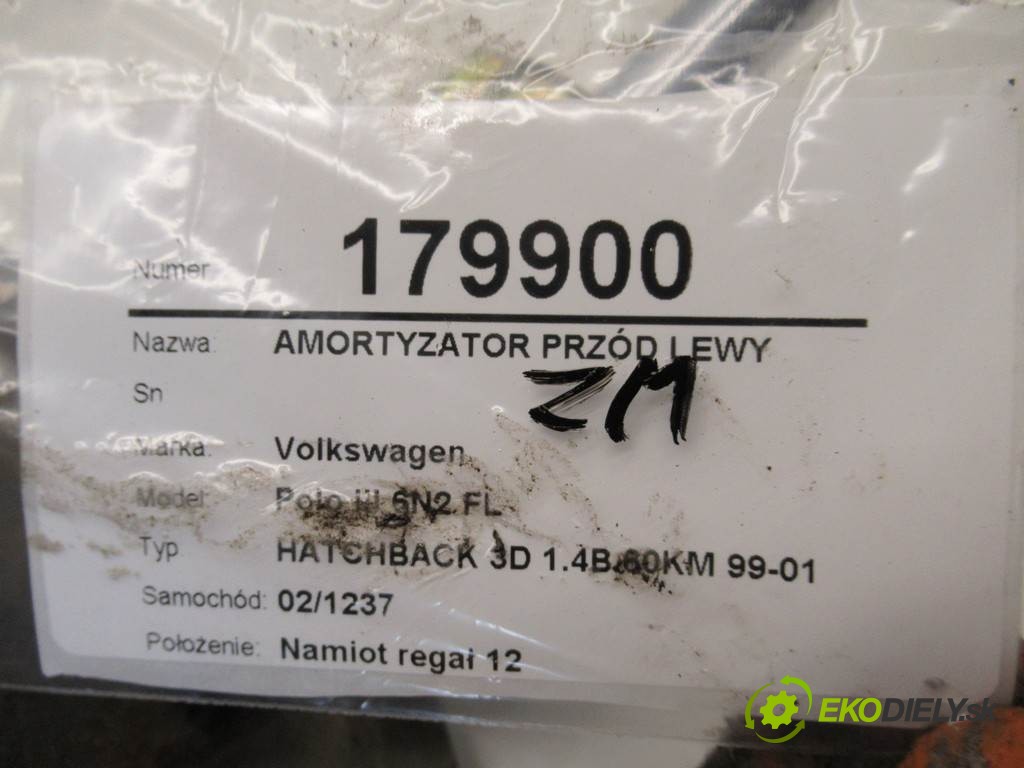 Numer 179900
Nazwa: AMORTYZATOR PRZÓD LEWY
ZM
Sn
Marka: Volkswagen
Model: Polo III 6N2 FL
Typ HATCHBACK 3D 1.4B 60KM 99-01
Samochód: 02/1237
Położenie: Namiot regał 12
EKODIELY.sk